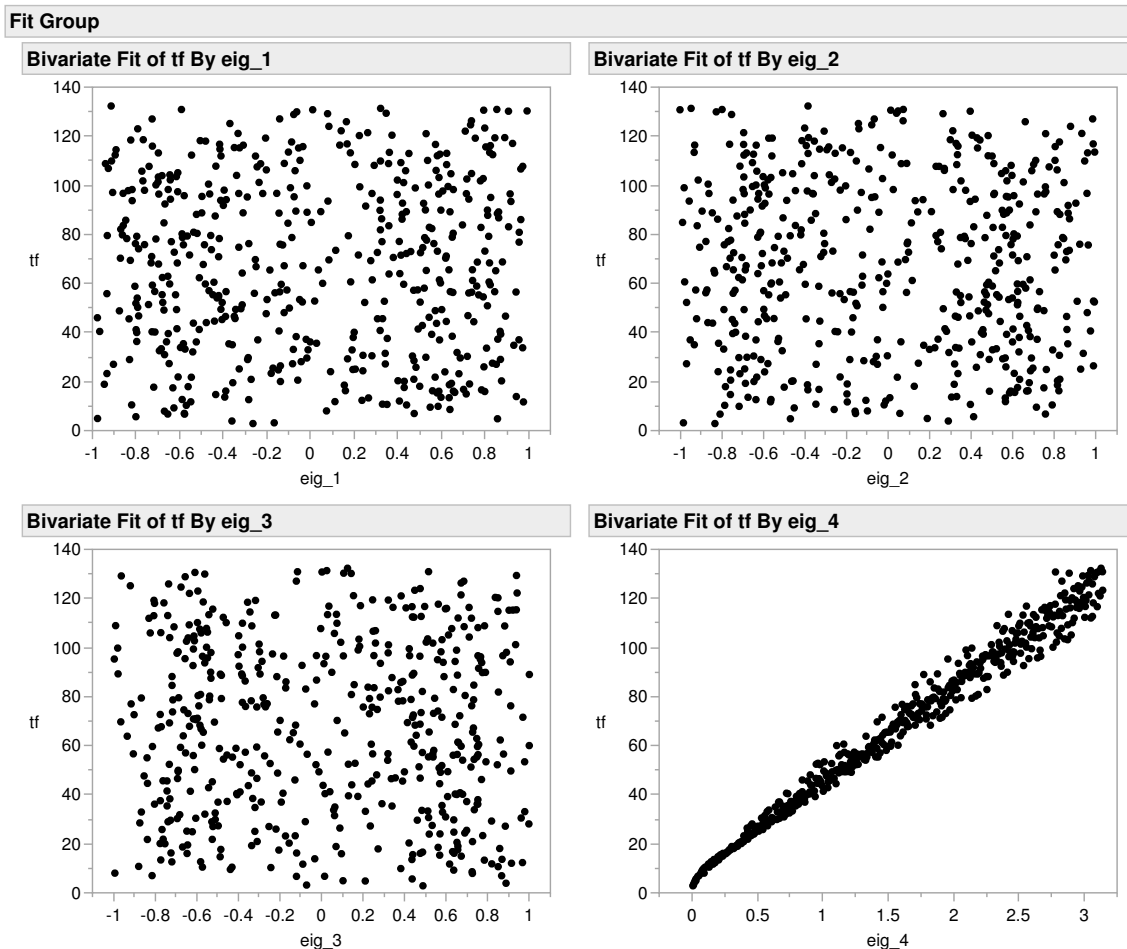 Fit Group
Bivariate Fit of tf By eig_1
140
120
100
80
60
40
20
0
tf
-1 -0.8 -0.6 -0.4 -0.2 0 0.2 0.4 0.6 0.8 1
eig_1
Bivariate Fit of tf By eig_2
140
120
100
80
60
40
20
0
tf
-1 -0.8 -0.6 -0.4 -0.2 0 0.2 0.4 0.6 0.8 1
eig_2
Bivariate Fit of tf By eig_3
140
120
100
80
60
40
20
0
tf
-1 -0.8 -0.6 -0.4 -0.2 0 0.2 0.4 0.6 0.8 1
eig_3
Bivariate Fit of tf By eig_4
140
120
100
80
60
40
20
0
tf
0 0.5 1 1.5 2 2.5 3
eig_4